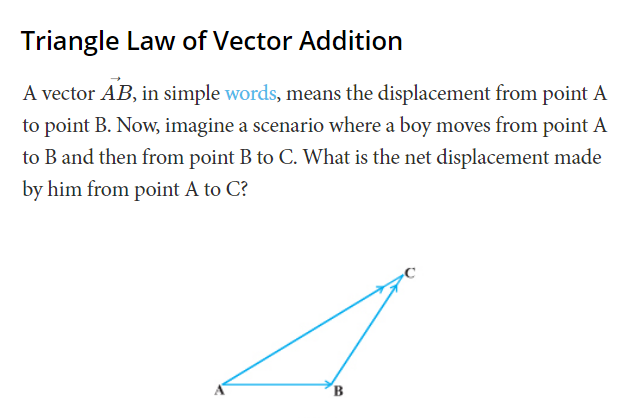 Triangle Law of Vector Addition
A vector A⃗B, in simple words, means the displacement from point A
to point B. Now, imagine a scenario where a boy moves from point A
to B and then from point B to C. What is the net displacement made
by him from point A to C?
C
A
B